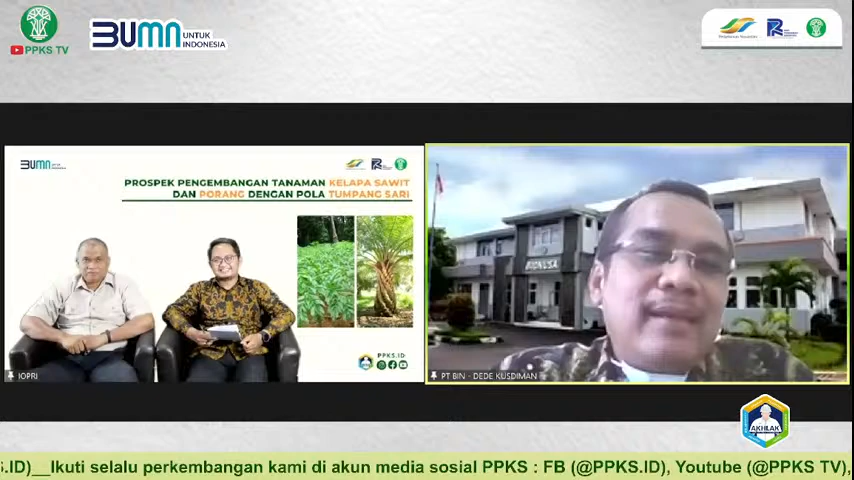 PPKS TV
BUMN UNTUK
INDONESIA
BUMN
PROSPEK PENGEMBANGAN TANAMAN KELAPA SAWIT
DAN PORANG DENGAN POLA TUMPANG SARI
BIONUSA
PPKS.ID
IOPRI
PT BIN - DEDE KUSDIMAN
AKHLAK
S.ID)__Ikuti selalu perkembangan kami di akun media sosial PPKS : FB (@PPKS.ID), Youtube (@PPKS TV),